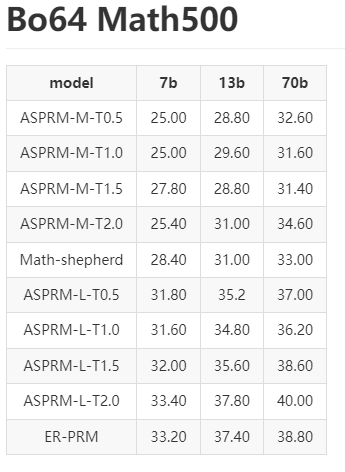 Bo64 Math500
model 7b 13b 70b
ASPRM-M-T0.5 25.00 28.80 32.60
ASPRM-M-T1.0 25.00 29.60 31.60
ASPRM-M-T1.5 27.80 28.80 31.40
ASPRM-M-T2.0 25.40 31.00 34.60
Math-shepherd 28.40 31.00 33.00
ASPRM-L-T0.5 31.80 35.2 37.00
ASPRM-L-T1.0 31.60 34.80 36.20
ASPRM-L-T1.5 32.00 35.60 38.60
ASPRM-L-T2.0 33.40 37.80 40.00
ER-PRM 33.20 37.40 38.80